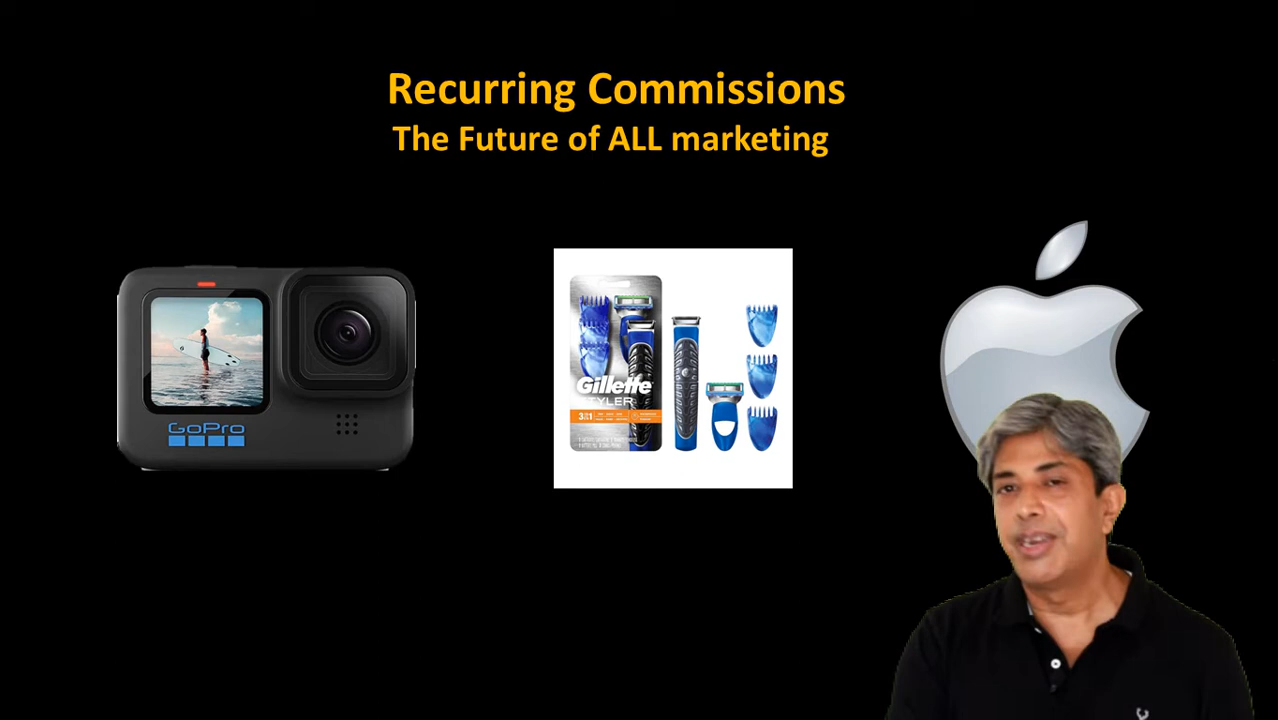 Recurring Commissions
The Future of ALL marketing
GoPro
Gillette
STYLER
3in1